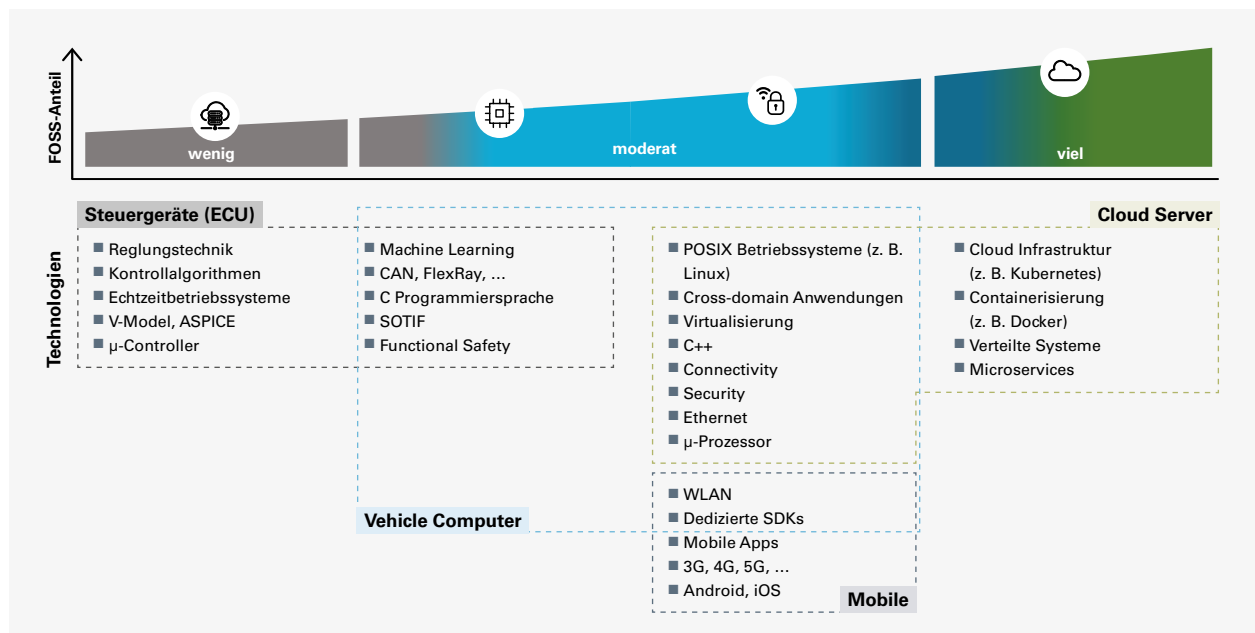 FOSS-Anteil
wenig
moderat
viel
Technologien
Steuergeräte (ECU)
Reglungstechnik
Kontrollalgorithmen
Echtzeitbetriebssysteme
V-Model, ASPICE
μ-Controller
Machine Learning
CAN, FlexRay, …
C Programmiersprache
SOTIF
Functional Safety
Vehicle Computer
POSIX Betriebssysteme (z. B.
Linux)
Cross-domain Anwendungen
Virtualisierung
C++
Connectivity
Security
Ethernet
μ-Prozessor
Cloud Server
Cloud Infrastruktur
(z. B. Kubernetes)
Containerisierung
(z. B. Docker)
Verteilte Systeme
Microservices
WLAN
Dedizierte SDKs
Mobile Apps
3G, 4G, 5G, …
Android, iOS
Mobile